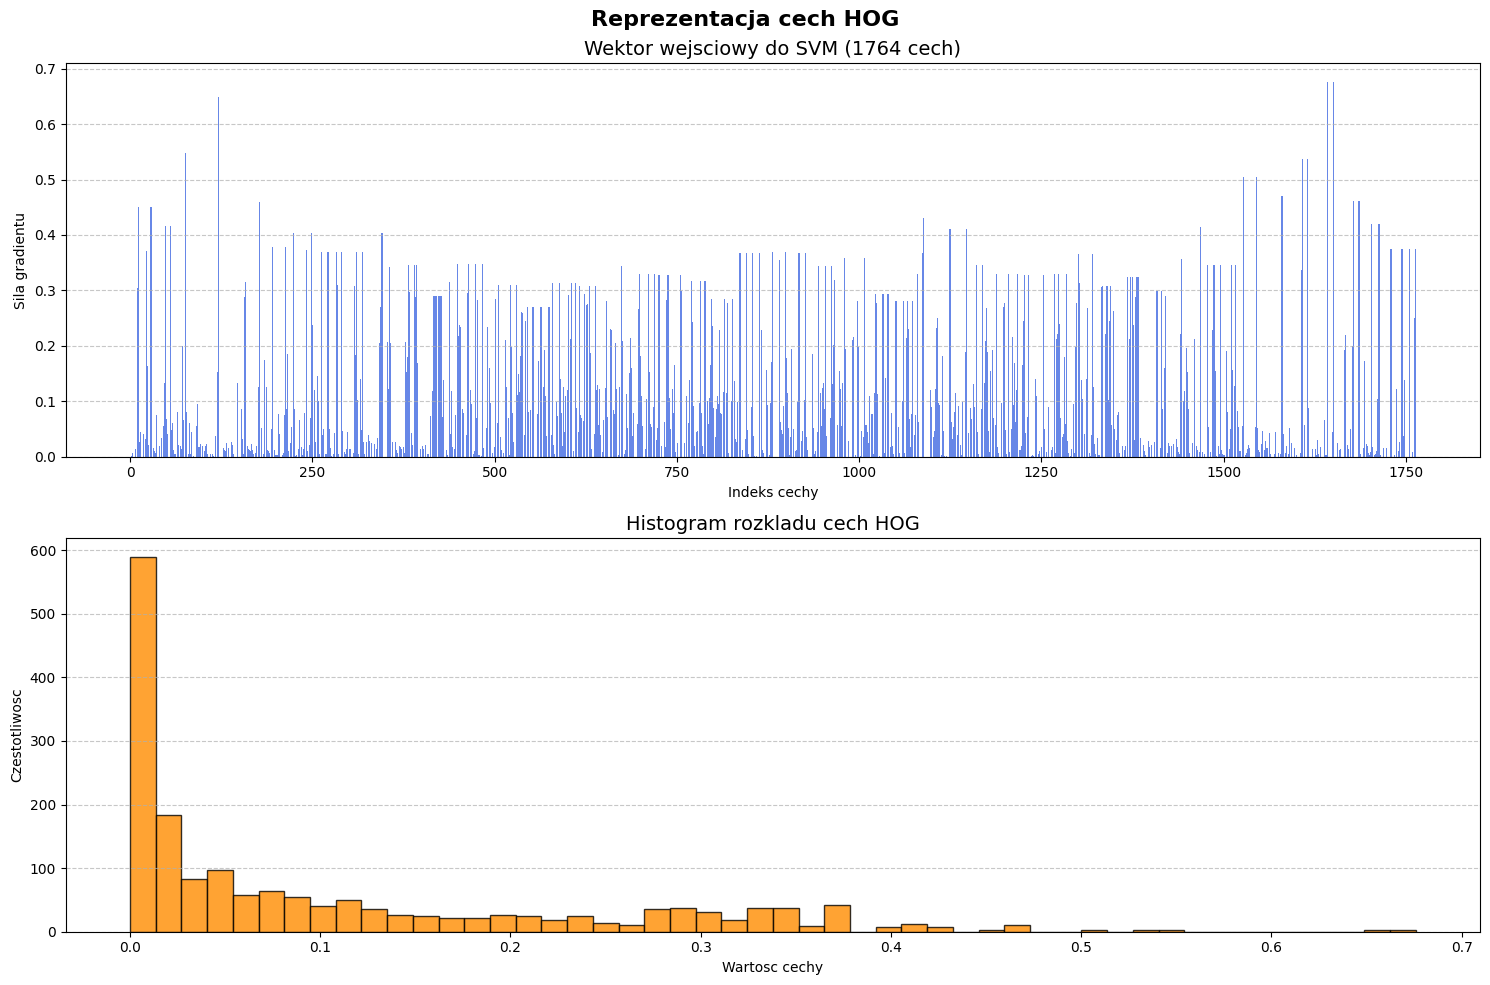 Reprezentacja cech HOG
Wektor wejsciowy do SVM (1764 cech)
0.7
0.6
0.5
0.4
0.3
0.2
0.1
0.0
Sila gradientu
0 250 500 750 1000 1250 1500 1750
Indeks cechy
Histogram rozkladu cech HOG
600
500
400
300
200
100
0
Czestotliwosc
0.0 0.1 0.2 0.3 0.4 0.5 0.6 0.7
Wartosc cechy